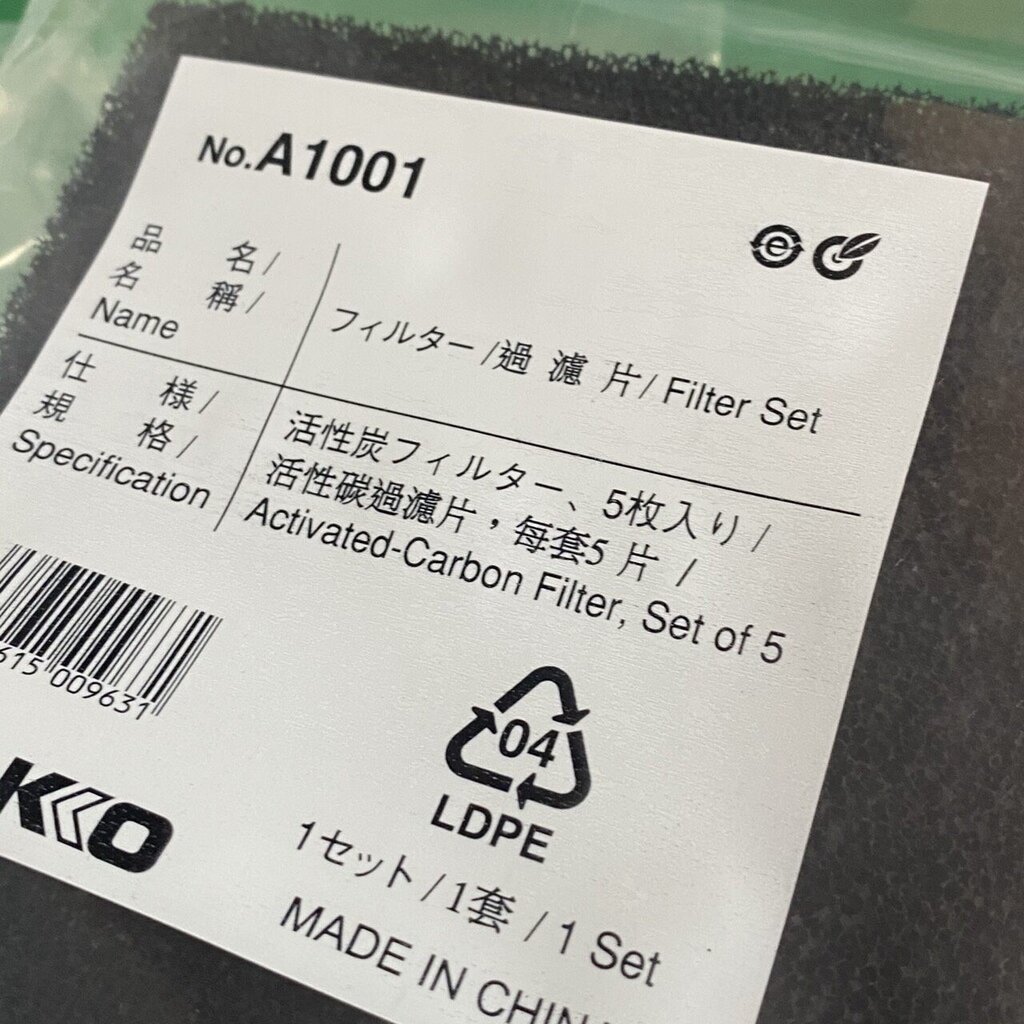 No.A1001
品 名/
名 稱/
Name
フィルター/過 濾 片/ Filter Set
仕 様/
規 格/
Specification
活性炭フィルター、5枚入り/
活性碳過濾片，每套5 片 /
Activated-Carbon Filter, Set of 5
615 009631
04
LDPE
1セット/1套 / 1 Set
MADE IN CHIN